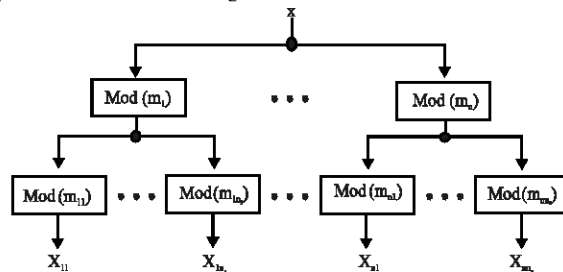 x
Mod (m₁) • • • Mod (mₙ)
Mod(m₁₁) • • • Mod(m₁ₙ₁) • • • Mod(mₙ₁) • • • Mod(mₙₙₙ)
X₁₁ X₁ₙ₁ Xₙ₁ Xₙₙₙ